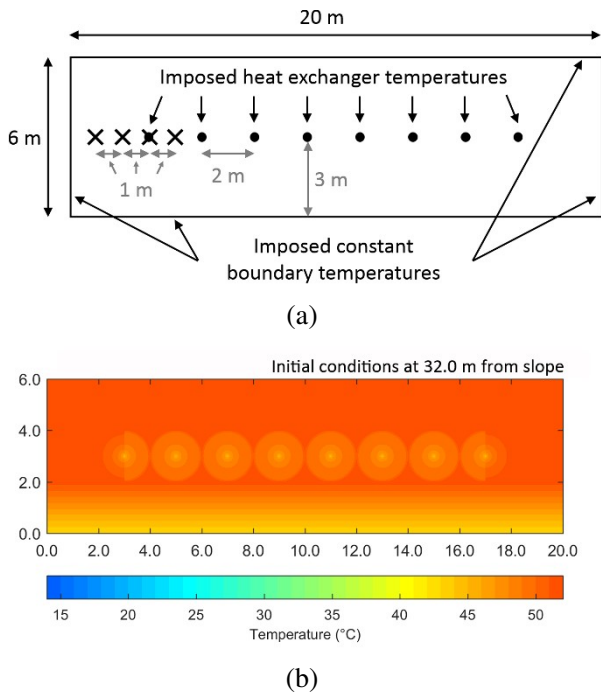 20 m
Imposed heat exchanger temperatures
6 m
1 m
2 m
3 m
Imposed constant
boundary temperatures
(a)
Initial conditions at 32.0 m from slope
6.0
4.0
2.0
0.0
0.0 2.0 4.0 6.0 8.0 10.0 12.0 14.0 16.0 18.0 20.0
15 20 25 30 35 40 45 50
Temperature (°C)
(b)